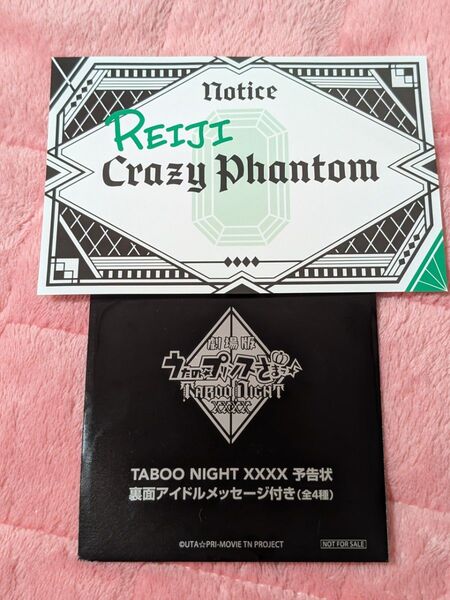 Notice
REIJI
Crazy Phantom
劇場版
うたの☆プリンスさまっ♪
TABOO NIGHT
XXXX
TABOO NIGHT XXXX 予告状
裏面アイドルメッセージ付き(全4種)
©UTA☆PRI-MOVIE TN PROJECT
NOT FOR SALE